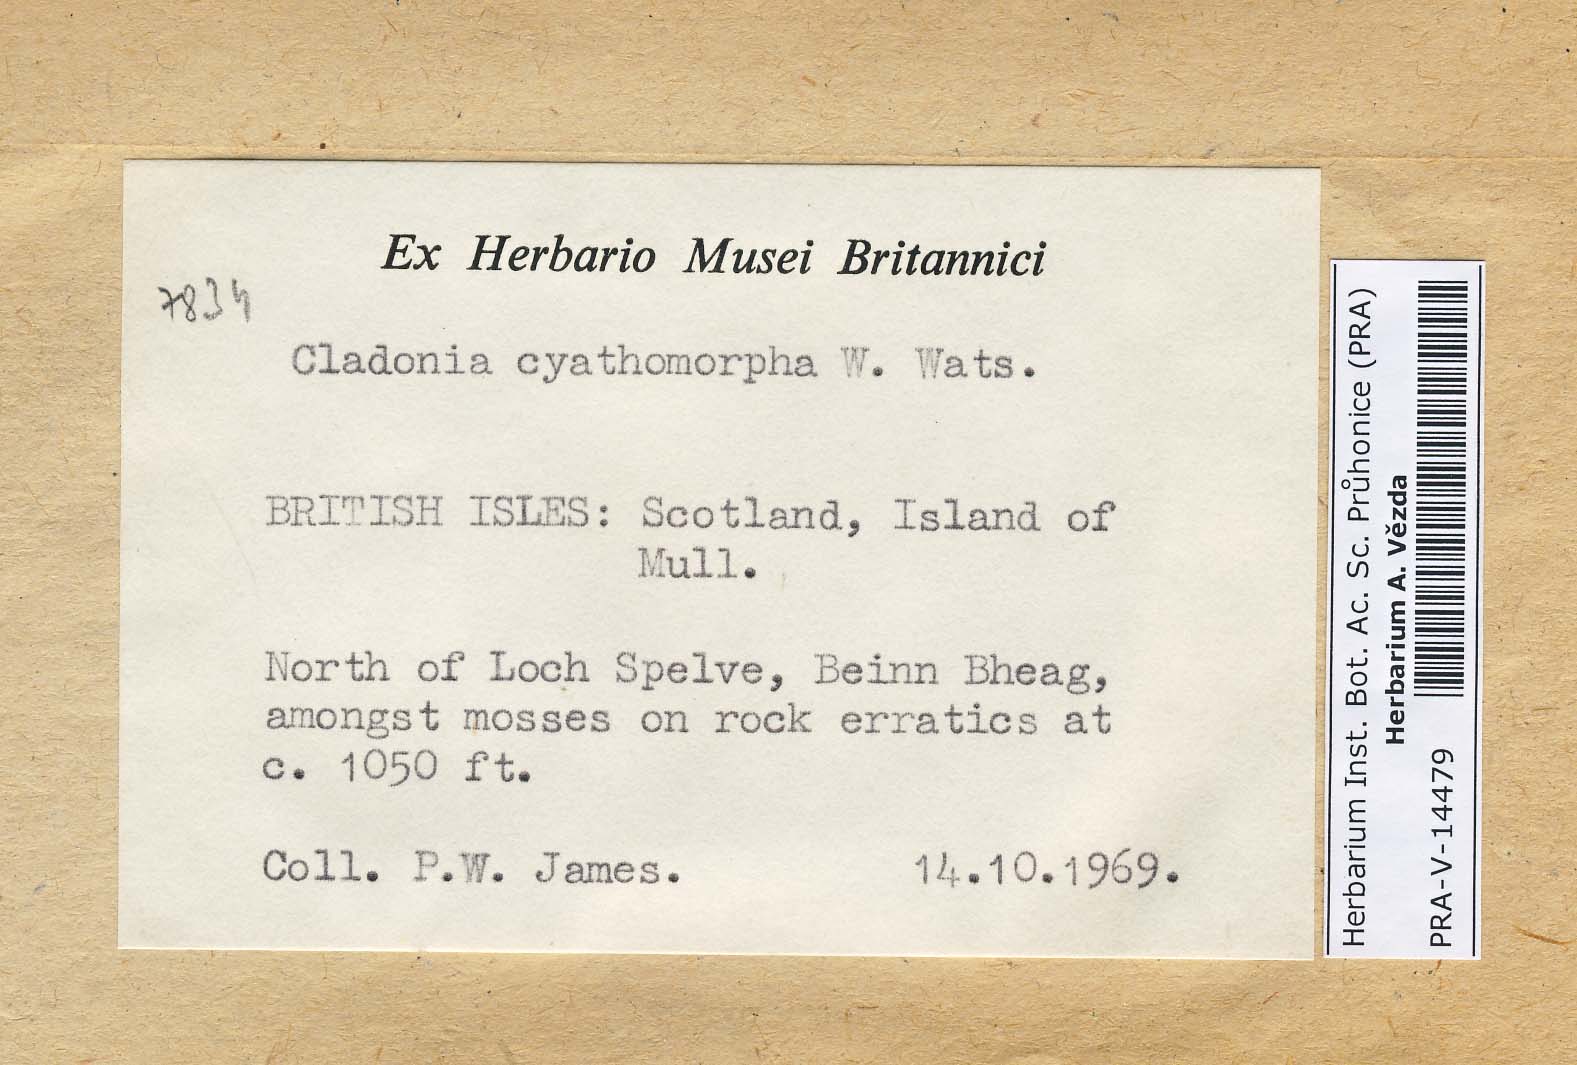 Ex Herbario Musei Britannici
7834
Cladonia cyathomorpha W. Wats.
BRITISH ISLES: Scotland, Island of
Mull.
North of Loch Spelve, Beinn Bheag,
amongst mosses on rock erratics at
c. 1050 ft.
Coll. P.W. James. 14.10.1969.
Herbarium Inst. Bot. Ac. Sc. Průhonice (PRA)
Herbarium A. Vězda
PRA-V-14479